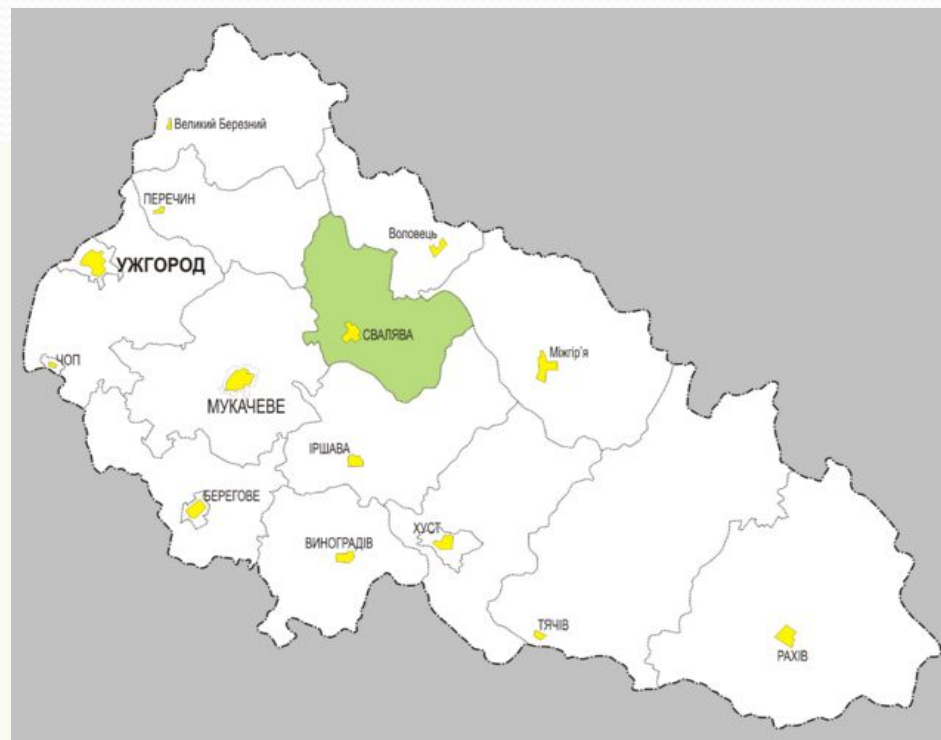 Великий Березний
ПЕРЕЧИН
Воловець
УЖГОРОД
СВАЛЯВА
ЧОП
Міжгір'я
МУКАЧЕВЕ
ІРШАВА
БЕРЕГОВЕ
ХУСТ
ВИНОГРАДІВ
ТЯЧІВ
РАХІВ